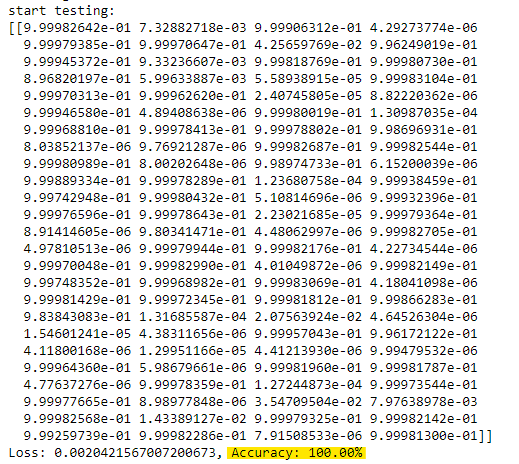 start testing:
[[9.99982642e-01 7.32882718e-03 9.99906312e-01 4.29273774e-06
9.99979385e-01 9.99970647e-01 4.25659769e-02 9.96249019e-01
9.99945372e-01 9.33236607e-03 9.99818769e-01 9.99980730e-01
8.96820197e-01 5.99633887e-03 5.58938915e-05 9.99983104e-01
9.99970313e-01 9.99962620e-01 2.40745805e-05 8.82220362e-06
9.99946580e-01 4.89408638e-06 9.99980019e-01 1.30987035e-04
9.99968810e-01 9.99978413e-01 9.99978802e-01 9.98696931e-01
8.03852137e-06 9.76921287e-06 9.99982687e-01 9.99982544e-01
9.99980989e-01 8.00202648e-06 9.98974733e-01 6.15200039e-06
9.99889334e-01 9.99978289e-01 1.23680758e-04 9.99938459e-01
9.99742948e-01 9.99980432e-01 5.10814696e-06 9.99932396e-01
9.99976596e-01 9.99978643e-01 2.23021685e-05 9.99979364e-01
8.91414605e-06 9.80341471e-01 4.48062997e-06 9.99982705e-01
4.97810513e-06 9.99979944e-01 9.99982176e-01 4.22734544e-06
9.99970048e-01 9.99982990e-01 4.01049872e-06 9.99982149e-01
9.99748352e-01 9.99968982e-01 9.99983069e-01 4.18041098e-06
9.99981429e-01 9.99972345e-01 9.99981812e-01 9.99866283e-01
9.83843083e-01 1.31685587e-04 2.07563924e-02 4.64526304e-06
1.54601241e-05 4.38311656e-06 9.99957043e-01 9.96172122e-01
4.11800168e-06 1.29951166e-05 4.41213930e-06 9.99479532e-06
9.99964360e-01 5.98679661e-06 9.99981960e-01 9.99981787e-01
4.77637276e-06 9.99978359e-01 1.27244873e-04 9.99973544e-01
9.99977665e-01 8.98977848e-06 3.54709504e-02 7.97638978e-03
9.99982568e-01 1.43389127e-02 9.99979325e-01 9.99982142e-01
9.99259739e-01 9.99982286e-01 7.91508533e-06 9.99981300e-01]]
Loss: 0.0020421567007200673, Accuracy: 100.00%